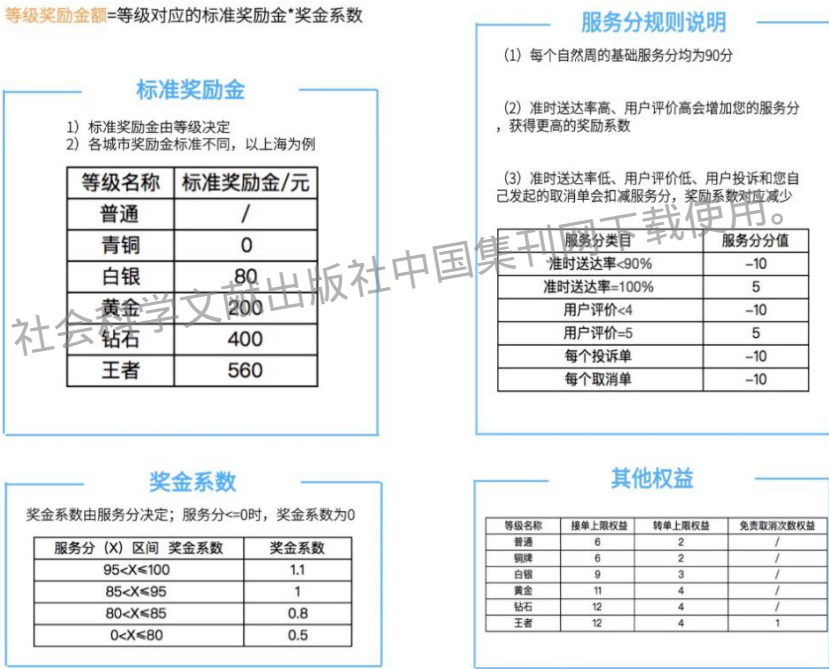 等级奖励金额=等级对应的标准奖励金*奖金系数
标准奖励金
1）标准奖励金由等级决定
2）各城市奖励金标准不同，以上海为例
等级名称 标准奖励金/元
普通 /
青铜 0
白银 80
黄金 200
钻石 400
王者 560
服务分规则说明
（1）每个自然周的基础服务分均为90分
（2）准时送达率高、用户评价高会增加您的服务分
，获得更高的奖励系数
（3）准时送达率低、用户评价低、用户投诉和您自
己发起的取消单会扣减服务分，奖励系数对应减少
服务分类目 服务分分值
准时送达率<90% -10
准时送达率=100% 5
用户评价<4 -10
用户评价=5 5
每个投诉单 -10
每个取消单 -10
社会科学文献出版社中国集刊网下载使用。
奖金系数
奖金系数由服务分决定；服务分<=0时，奖金系数为0
服务分（X）区间 奖金系数 奖金系数
95<X≤100 1.1
85<X≤95 1
80<X≤85 0.8
0<X≤80 0.5
其他权益
等级名称 接单上限权益 转单上限权益 免责取消次数权益
普通 6 2 /
铜牌 6 2 /
白银 9 3 /
黄金 11 4 /
钻石 12 4 /
王者 12 4 1